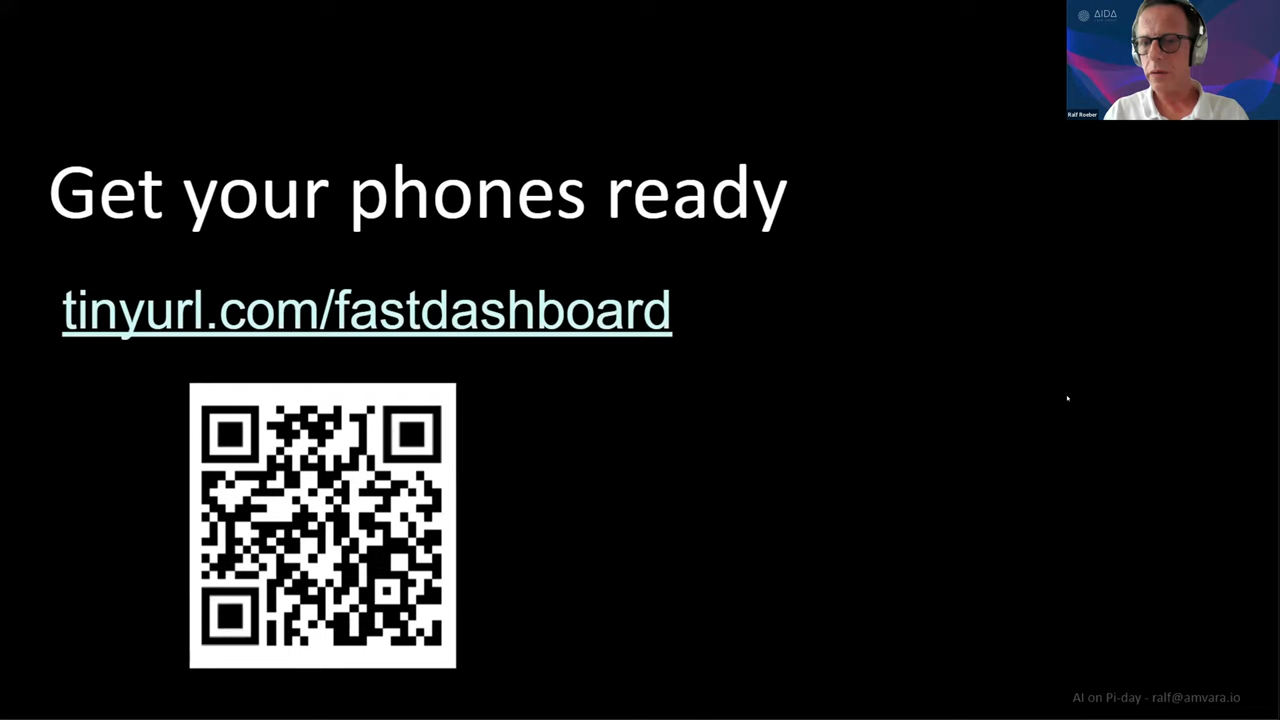 AIDA
Ralf Roeber
Get your phones ready
tinyurl.com/fastdashboard
AI on Pi-day - ralf@amvara.io